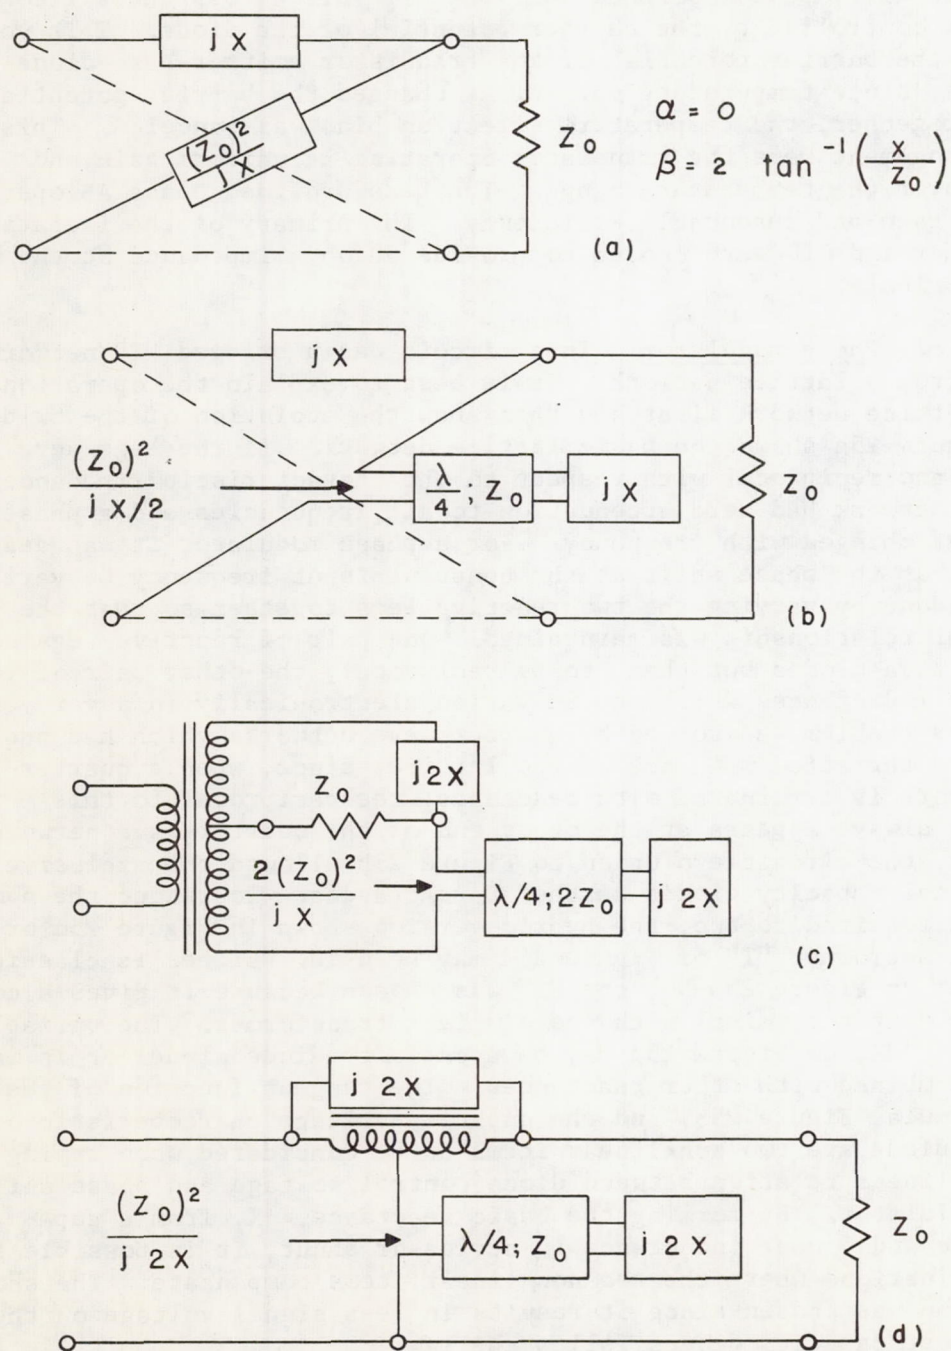 j X
(Z₀)²
j X
Z₀
α = 0
β = 2 tan⁻¹(x/z₀)
(a)
j X
(Z₀)²
j X/2
λ/4 ; Z₀
j X
Z₀
(b)
j 2X
Z₀
2(Z₀)²
j X
λ/4; 2Z₀
j 2X
(c)
j 2X
(Z₀)²
j 2X
λ/4; Z₀
j 2X
Z₀
(d)